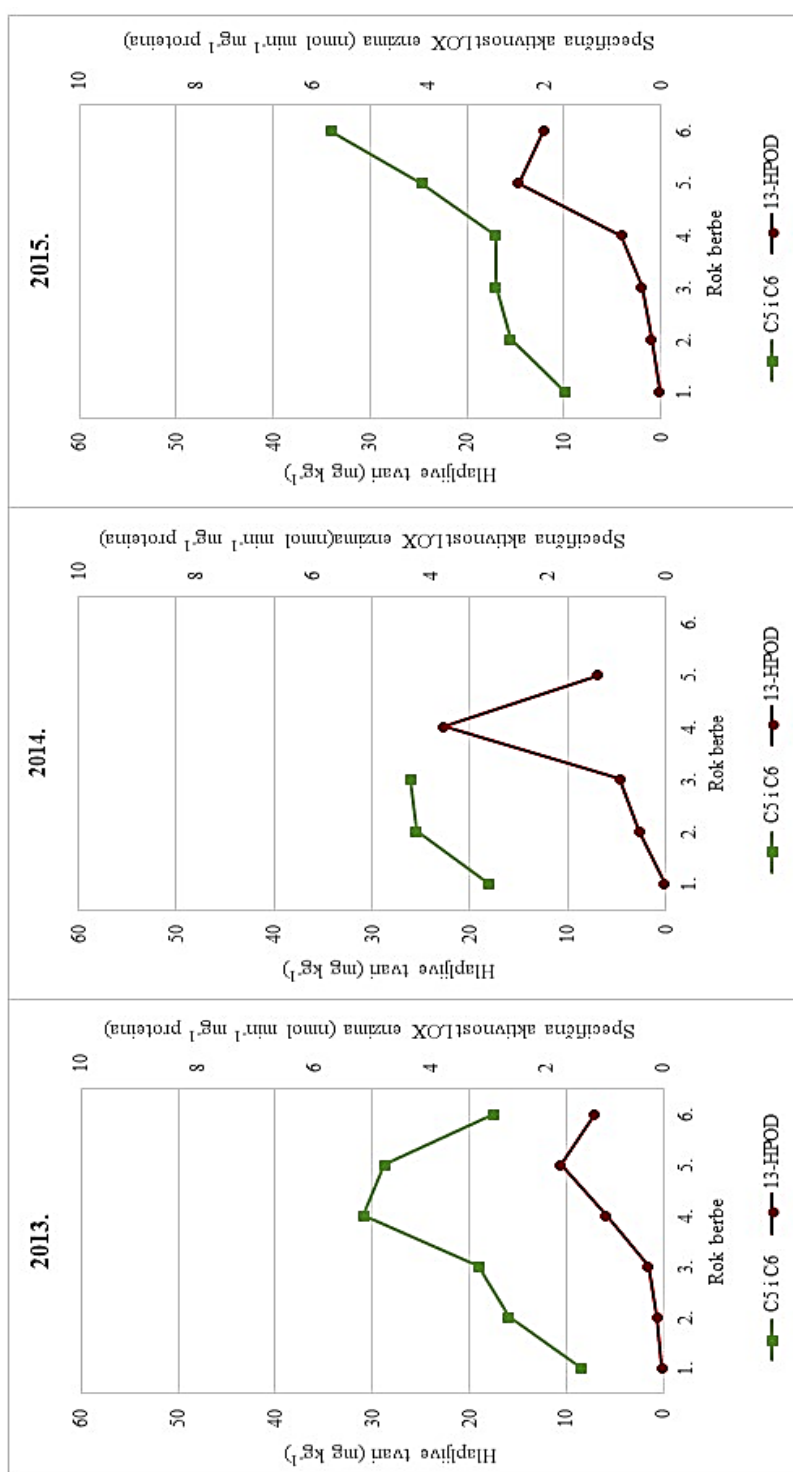 2013.
Hlapljive tvari (mg kg⁻¹)
60
50
40
30
20
10
0
10
8
6
4
2
0
Specifična aktivnostLOX enzima (nmol min⁻¹ mg⁻¹ proteina)
1. 2. 3. 4. 5. 6.
Rok berbe
C5 i C6 13-HPOD
2014.
Hlapljive tvari (mg kg⁻¹)
60
50
40
30
20
10
0
10
8
6
4
2
0
Specifična aktivnostLOX enzima(nmol min⁻¹ mg⁻¹ proteina)
1. 2. 3. 4. 5. 6.
Rok berbe
C5 i C6 13-HPOD
2015.
Hlapljive tvari (mg kg⁻¹)
60
50
40
30
20
10
0
10
8
6
4
2
0
Specifična aktivnostLOX enzima (nmol min⁻¹ mg⁻¹ proteina)
1. 2. 3. 4. 5. 6.
Rok berbe
C5 i C6 13-HPOD